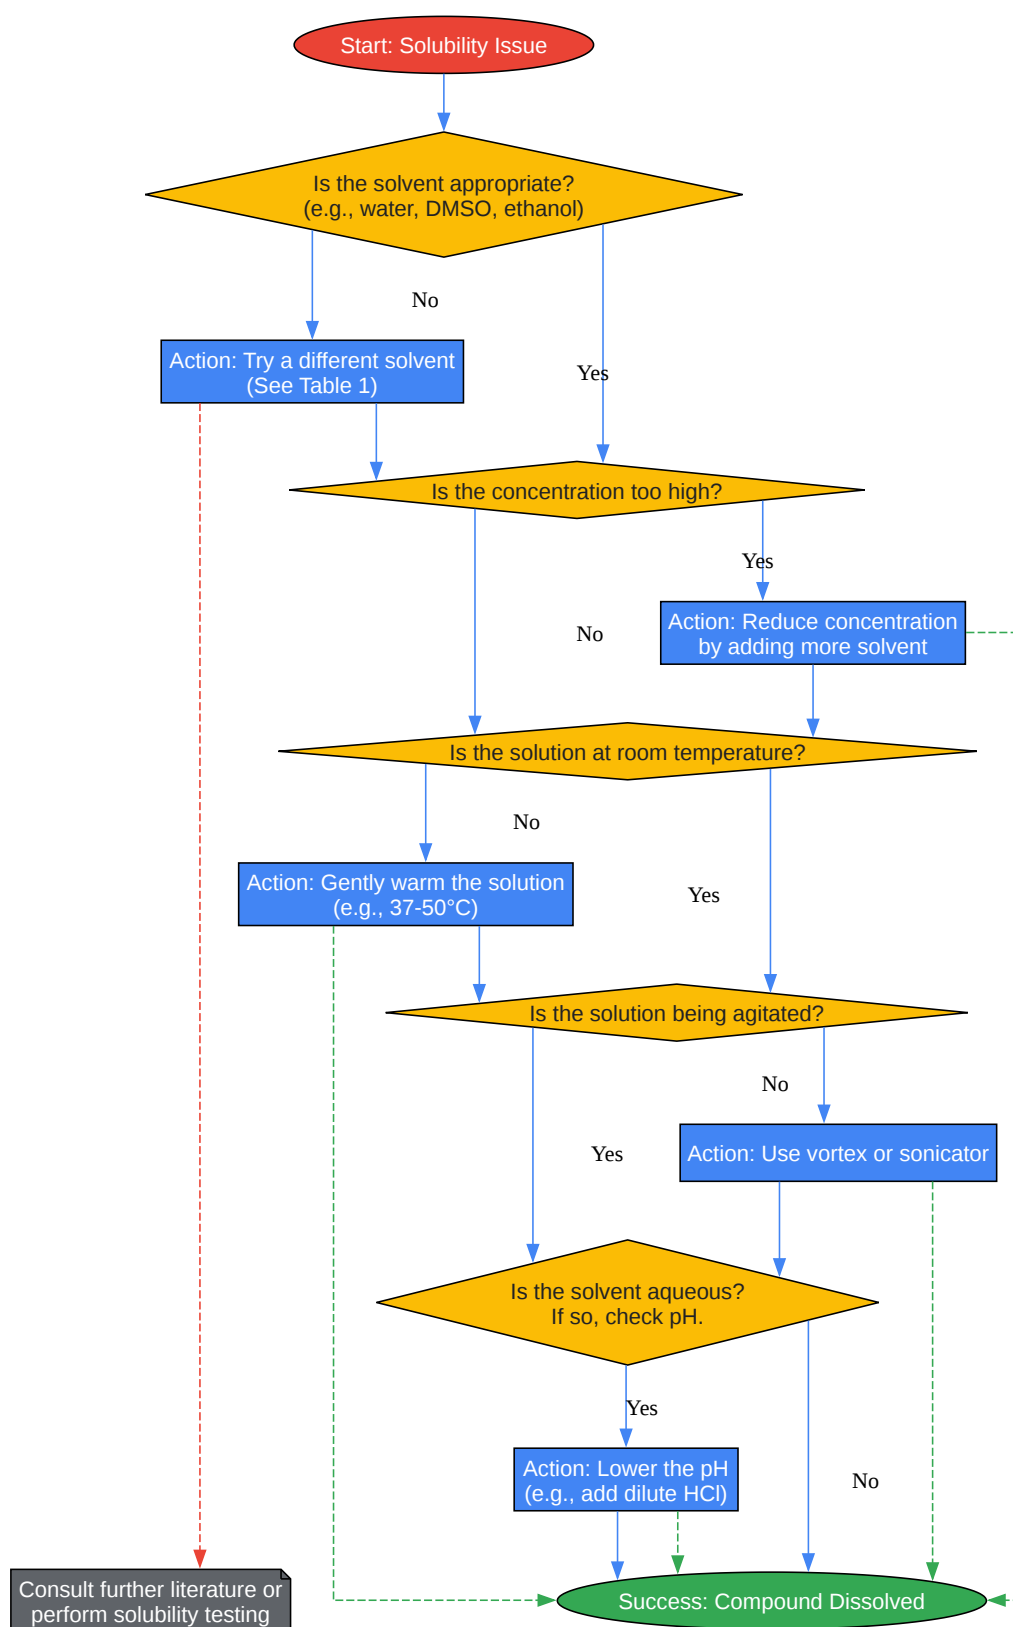 Start: Solubility Issue
Is the solvent appropriate?
(e.g., water, DMSO, ethanol)
No
Action: Try a different solvent
(See Table 1)
Yes
Is the concentration too high?
Yes
Action: Reduce concentration
by adding more solvent
No
Is the solution at room temperature?
No
Action: Gently warm the solution
(e.g., 37-50°C)
Yes
Is the solution being agitated?
No
Yes
Action: Use vortex or sonicator
Is the solvent aqueous?
If so, check pH.
Yes
Action: Lower the pH
(e.g., add dilute HCl)
No
Consult further literature or
perform solubility testing
Success: Compound Dissolved